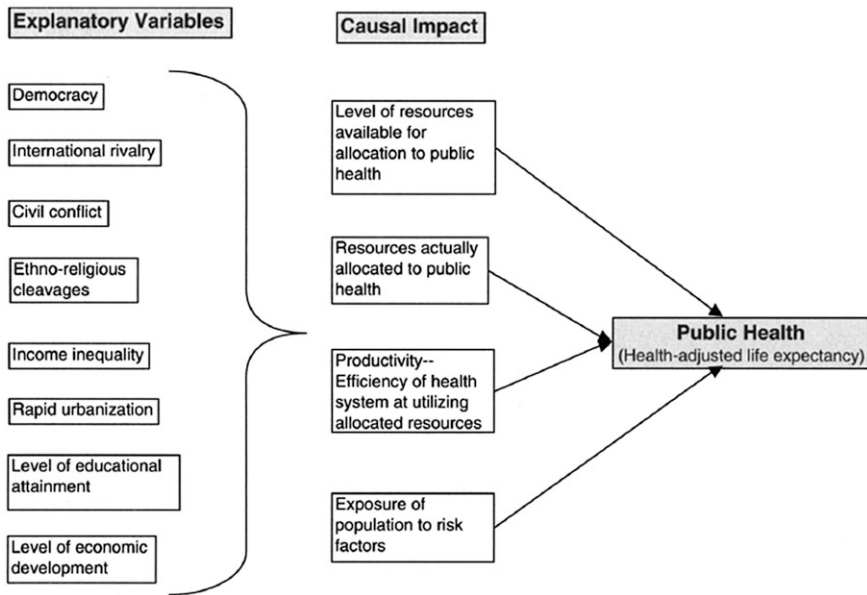 Explanatory Variables
Democracy
International rivalry
Civil conflict
Ethno-religious
cleavages
Income inequality
Rapid urbanization
Level of educational
attainment
Level of economic
development
Causal Impact
Level of resources
available for
allocation to public
health
Resources actually
allocated to public
health
Productivity--
Efficiency of health
system at utilizing
allocated resources
Exposure of
population to risk
factors
Public Health
(Health-adjusted life expectancy)